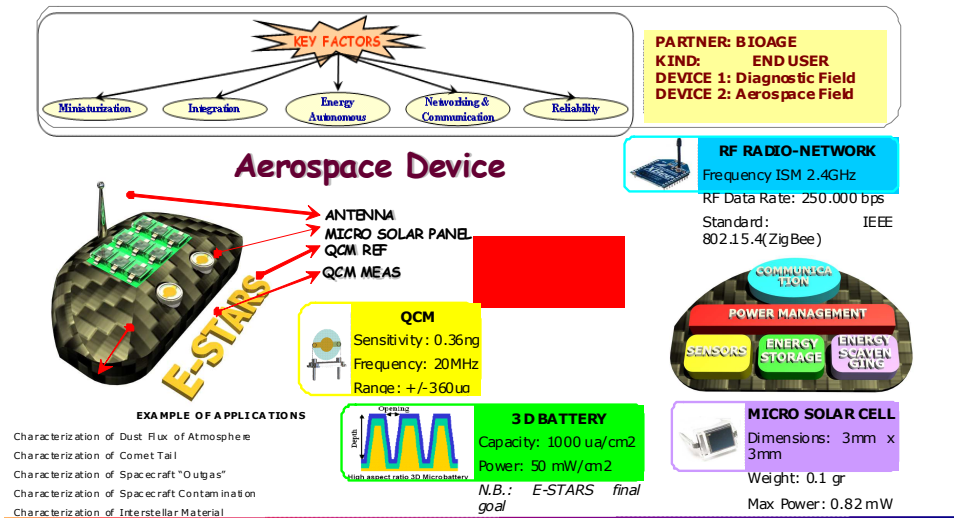 KEY FACTORS
Miniaturization
Integration
Energy
Autonomous
Networking &
Communication
Reliability
PARTNER: BIOAGE
KIND: END USER
DEVICE 1: Diagnostic Field
DEVICE 2: Aerospace Field
Aerospace Device
RF RADIO-NETWORK
Frequency ISM 2.4GHz
RF Data Rate: 250.000 bps
Standard: IEEE
802.15.4(ZigBee)
ANTENNA
MICRO SOLAR PANEL
QCM REF
QCM MEAS
E-STARS
COMMUNICA
TION
POWER MANAGEMENT
SENSORS
ENERGY
STORAGE
ENERGY
SCAVEN
GING
QCM
Sensitivity: 0.36ng
Frequency: 20MHz
Range: +/-360ug
EXAMPLE OF APPLICATIONS
Characterization of Dust Flux of Atmosphere
Characterization of Comet Tail
Characterization of Spacecraft "Outgas"
Characterization of Spacecraft Contamination
Characterization of Interstellar Material
Opening
Depth
High aspect ratio 3D Microbattery
3D BATTERY
Capacity: 1000 ua/cm2
Power: 50 mW/cm2
N.B.: E-STARS final
goal
MICRO SOLAR CELL
Dimensions: 3mm x
3mm
Weight: 0.1 gr
Max Power: 0.82 mW